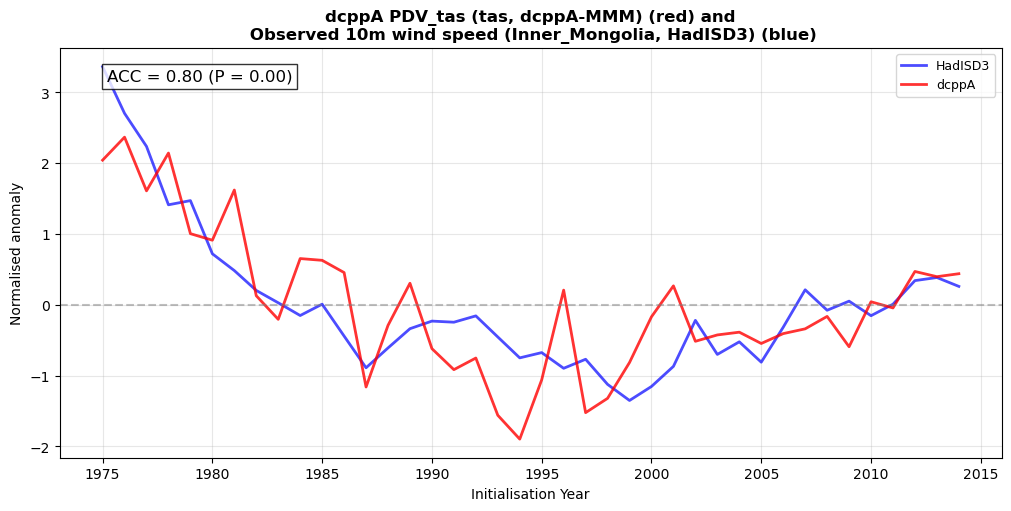 dcppA PDV_tas (tas, dcppA-MMM) (red) and
Observed 10m wind speed (Inner_Mongolia, HadISD3) (blue)
ACC = 0.80 (P = 0.00)
HadISD3
dcppA
Normalised anomaly
3
2
1
0
−1
−2
1975
1980
1985
1990
1995
2000
2005
2010
2015
Initialisation Year